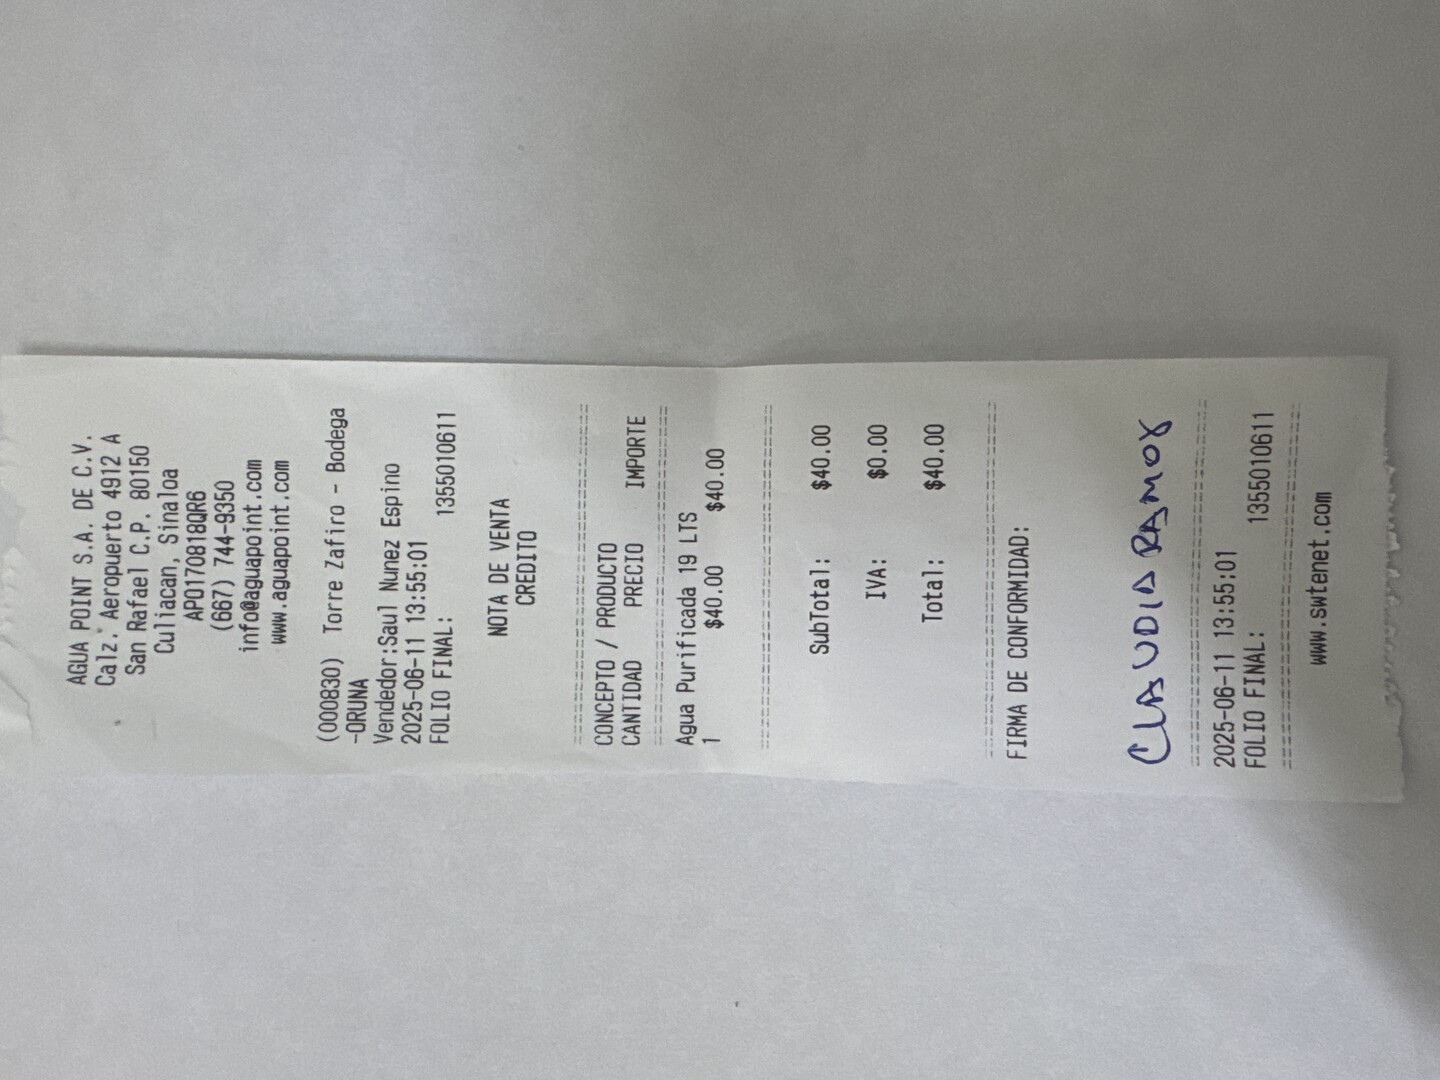 AGUA POINT S.A. DE C.V.
Calz. Aeropuerto 4912 A
San Rafael C.P. 80150
Culiacan, Sinaloa
APO170818QR6
(667) 744-9350
info@aguapoint.com
www.aguapoint.com
(000830) Torre Zafiro - Bodega
-ORUNA
Vendedor:Saul Nunez Espino
2025-06-11 13:55:01
FOLIO FINAL: 1355010611
NOTA DE VENTA
CREDITO
CONCEPTO / PRODUCTO
CANTIDAD PRECIO IMPORTE
Agua Purificada 19 LTS
1 $40.00 $40.00
SubTotal: $40.00
IVA: $0.00
Total: $40.00
FIRMA DE CONFORMIDAD:
CLAUDIA RAMOS
2025-06-11 13:55:01
FOLIO FINAL: 1355010611
www.swtenet.com